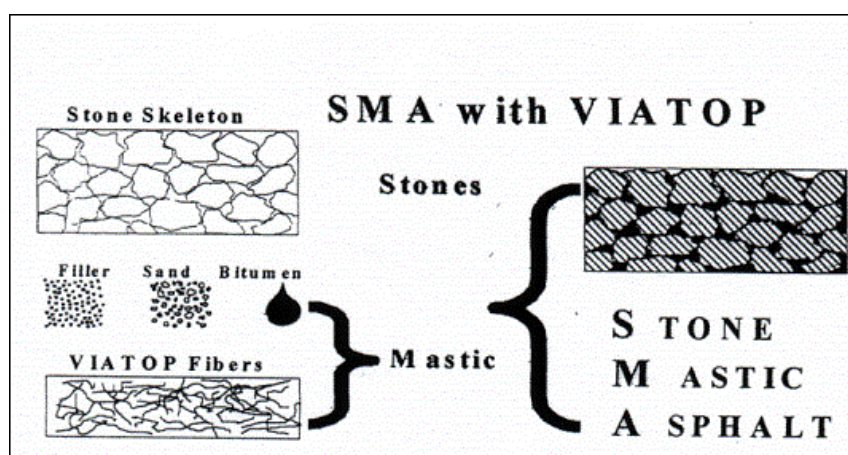 SMA with VIATOP
Stone Skeleton
Stones
Filler Sand Bitumen
VIATOP Fibers
Mastic
STONE
MASTIC
ASPHALT